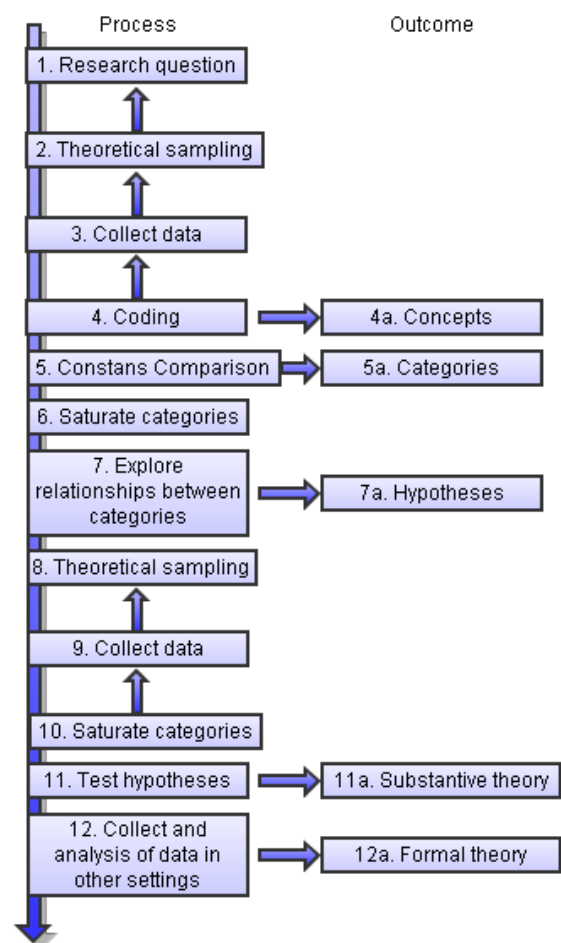 Process
Outcome
1. Research question
2. Theoretical sampling
3. Collect data
4. Coding
4a. Concepts
5. Constans Comparison
5a. Categories
6. Saturate categories
7. Explore
relationships between
categories
7a. Hypotheses
8. Theoretical sampling
9. Collect data
10. Saturate categories
11. Test hypotheses
11a. Substantive theory
12. Collect and
analysis of data in
other settings
12a. Formal theory